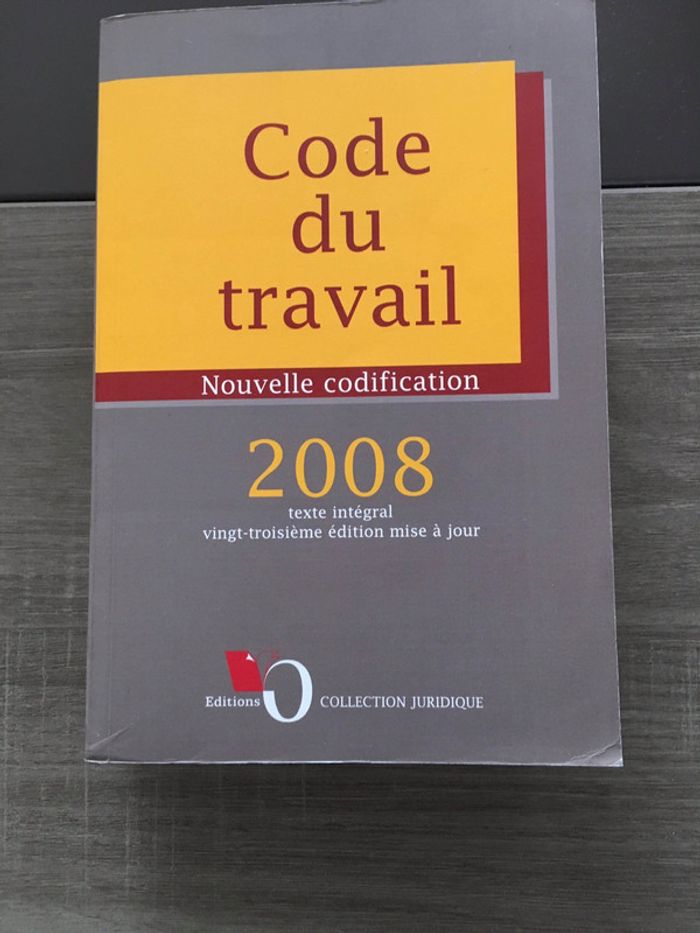 Code
du
travail
Nouvelle codification
2008
texte intégral
vingt-troisième édition mise à jour
Editions
COLLECTION JURIDIQUE